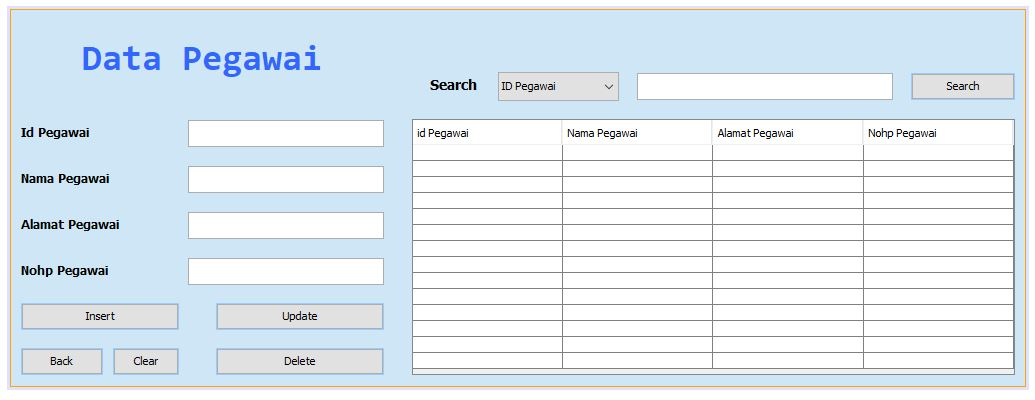 Data Pegawai
Search ID Pegawai Search
Id Pegawai
Nama Pegawai
Alamat Pegawai
Nohp Pegawai
Insert Update
Back Clear Delete
id Pegawai Nama Pegawai Alamat Pegawai Nohp Pegawai